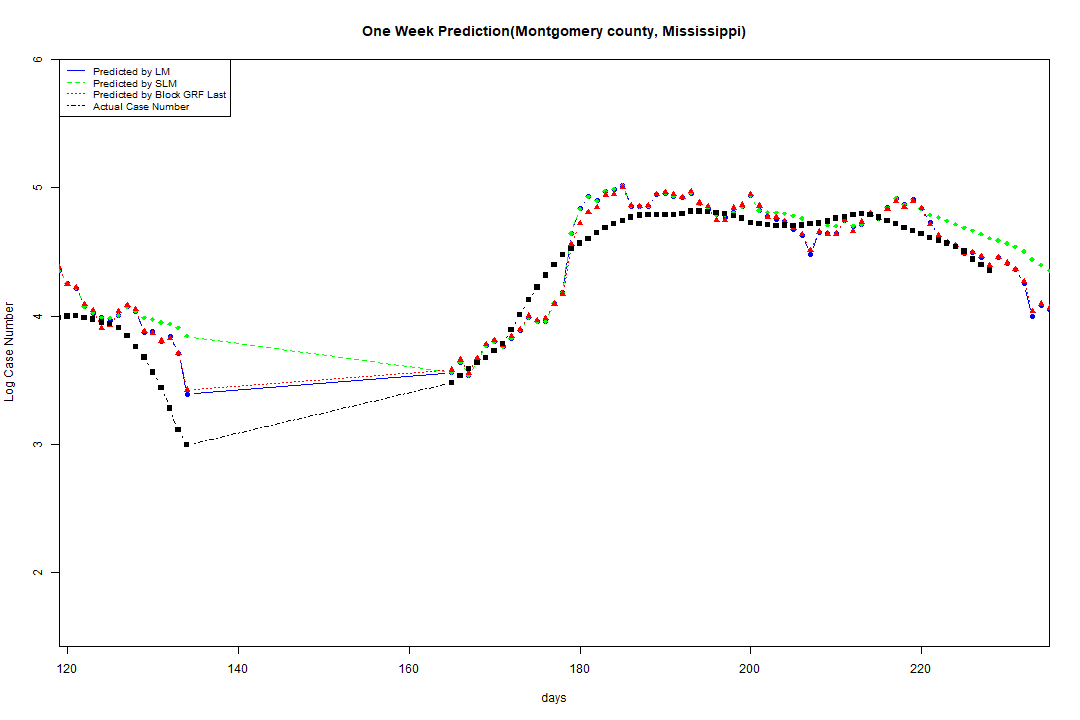 One Week Prediction(Montgomery county, Mississippi)
Predicted by LM
Predicted by SLM
Predicted by Block GRF Last
Actual Case Number
6
5
4
3
2
Log Case Number
120 140 160 180 200 220
days